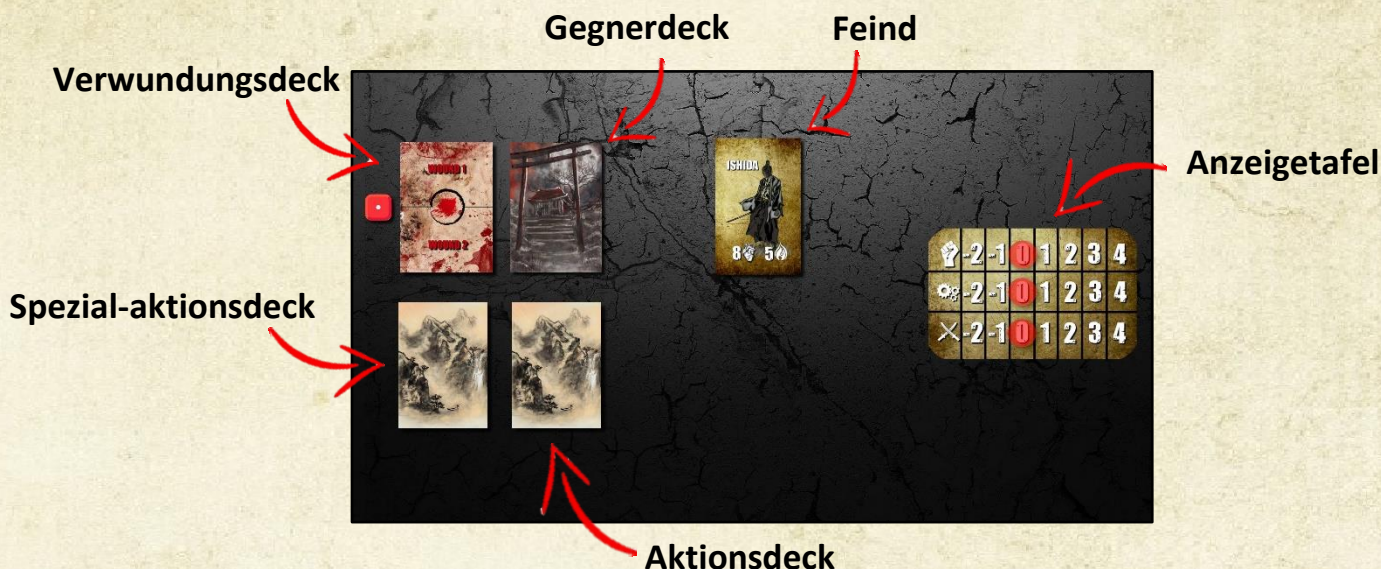 Gegnerdeck
Feind
Verwundungsdeck
Anzeigetafel
WOUND 1
WOUND 2
ISHIDA
8 5
-2 -1 0 1 2 3 4
-2 -1 0 1 2 3 4
-2 -1 0 1 2 3 4
Spezial-aktionsdeck
Aktionsdeck